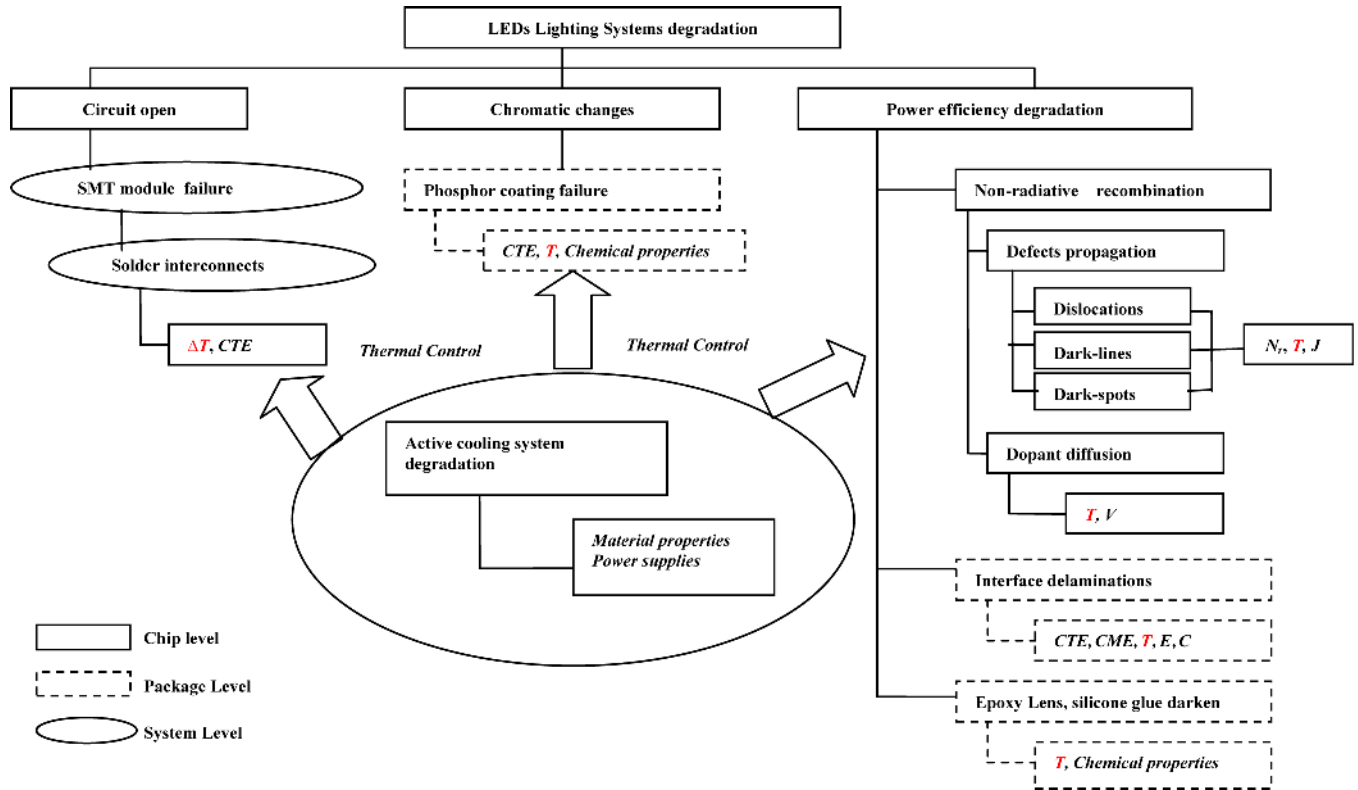 LEDs Lighting Systems degradation
Circuit open
Chromatic changes
Power efficiency degradation
SMT module failure
Phosphor coating failure
Non-radiative recombination
CTE, T, Chemical properties
Defects propagation
Solder interconnects
Dislocations
ΔT, CTE
Thermal Control
Thermal Control
Dark-lines
N_r, T, J
Dark-spots
Active cooling system
degradation
Dopant diffusion
T, V
Material properties
Power supplies
Interface delaminations
Chip level
CTE, CME, T, E, C
Package Level
Epoxy Lens, silicone glue darken
System Level
T, Chemical properties